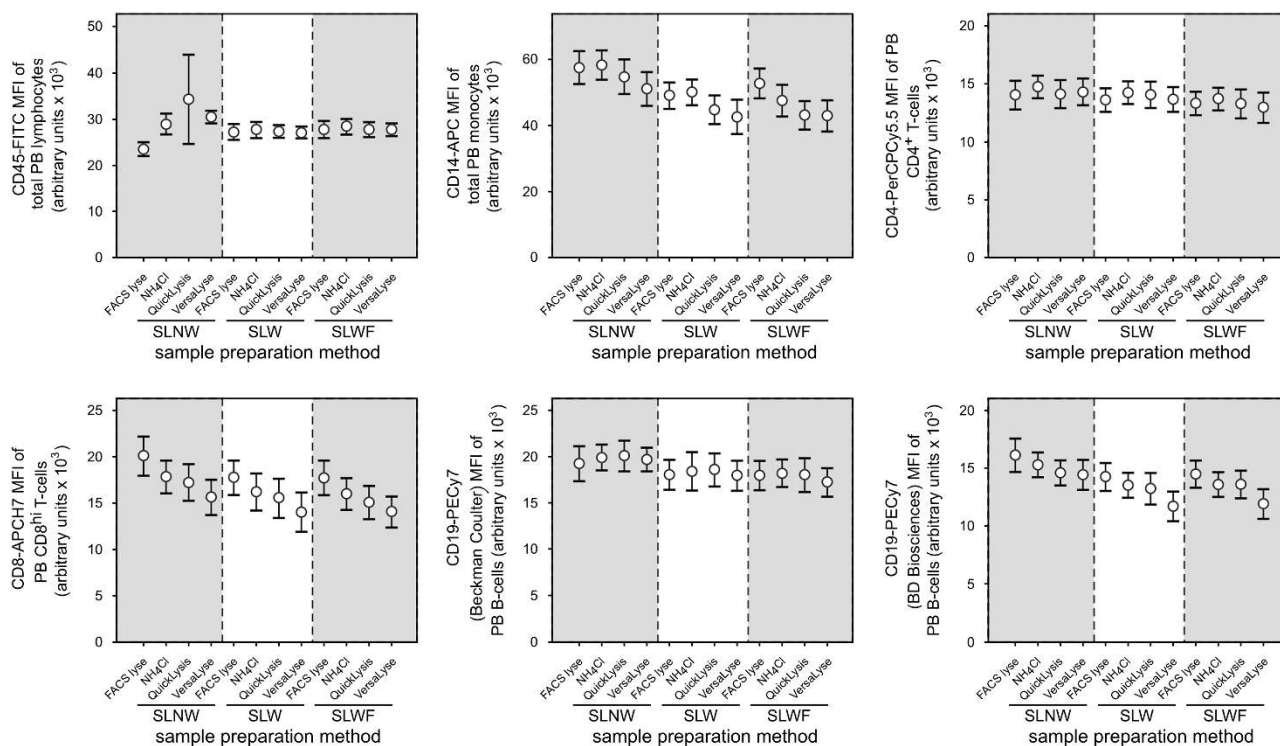 CD45-FITC MFI of
total PB lymphocytes
(arbitrary units x 10³)
50
40
30
20
10
0
FACS lyse
NH4Cl
QuickLysis
VersaLyse
FACS lyse
NH4Cl
QuickLysis
VersaLyse
FACS lyse
NH4Cl
QuickLysis
VersaLyse
SLNW
SLW
SLWF
sample preparation method
CD14-APC MFI of
total PB monocytes
(arbitrary units x 10³)
60
40
20
0
FACS lyse
NH4Cl
QuickLysis
VersaLyse
FACS lyse
NH4Cl
QuickLysis
VersaLyse
FACS lyse
NH4Cl
QuickLysis
VersaLyse
SLNW
SLW
SLWF
sample preparation method
CD4-PerCPCy5.5 MFI of PB
CD4⁺ T-cells
(arbitrary units x 10³)
20
15
10
5
0
FACS lyse
NH4Cl
QuickLysis
VersaLyse
FACS lyse
NH4Cl
QuickLysis
VersaLyse
FACS lyse
NH4Cl
QuickLysis
VersaLyse
SLNW
SLW
SLWF
sample preparation method
CD8-APCH7 MFI of
PB CD8ʰⁱ T-cells
(arbitrary units x 10³)
25
20
15
10
5
0
FACS lyse
NH4Cl
QuickLysis
VersaLyse
FACS lyse
NH4Cl
QuickLysis
VersaLyse
FACS lyse
NH4Cl
QuickLysis
VersaLyse
SLNW
SLW
SLWF
sample preparation method
CD19-PECy7
(Beckman Coulter) MFI of
PB B-cells (arbitrary units x 10³)
25
20
15
10
5
0
FACS lyse
NH4Cl
QuickLysis
VersaLyse
FACS lyse
NH4Cl
QuickLysis
VersaLyse
FACS lyse
NH4Cl
QuickLysis
VersaLyse
SLNW
SLW
SLWF
sample preparation method
CD19-PECy7
(BD Biosciences) MFI of
PB B-cells (arbitrary units x 10³)
20
15
10
5
0
FACS lyse
NH4Cl
QuickLysis
VersaLyse
FACS lyse
NH4Cl
QuickLysis
VersaLyse
FACS lyse
NH4Cl
QuickLysis
VersaLyse
SLNW
SLW
SLWF
sample preparation method